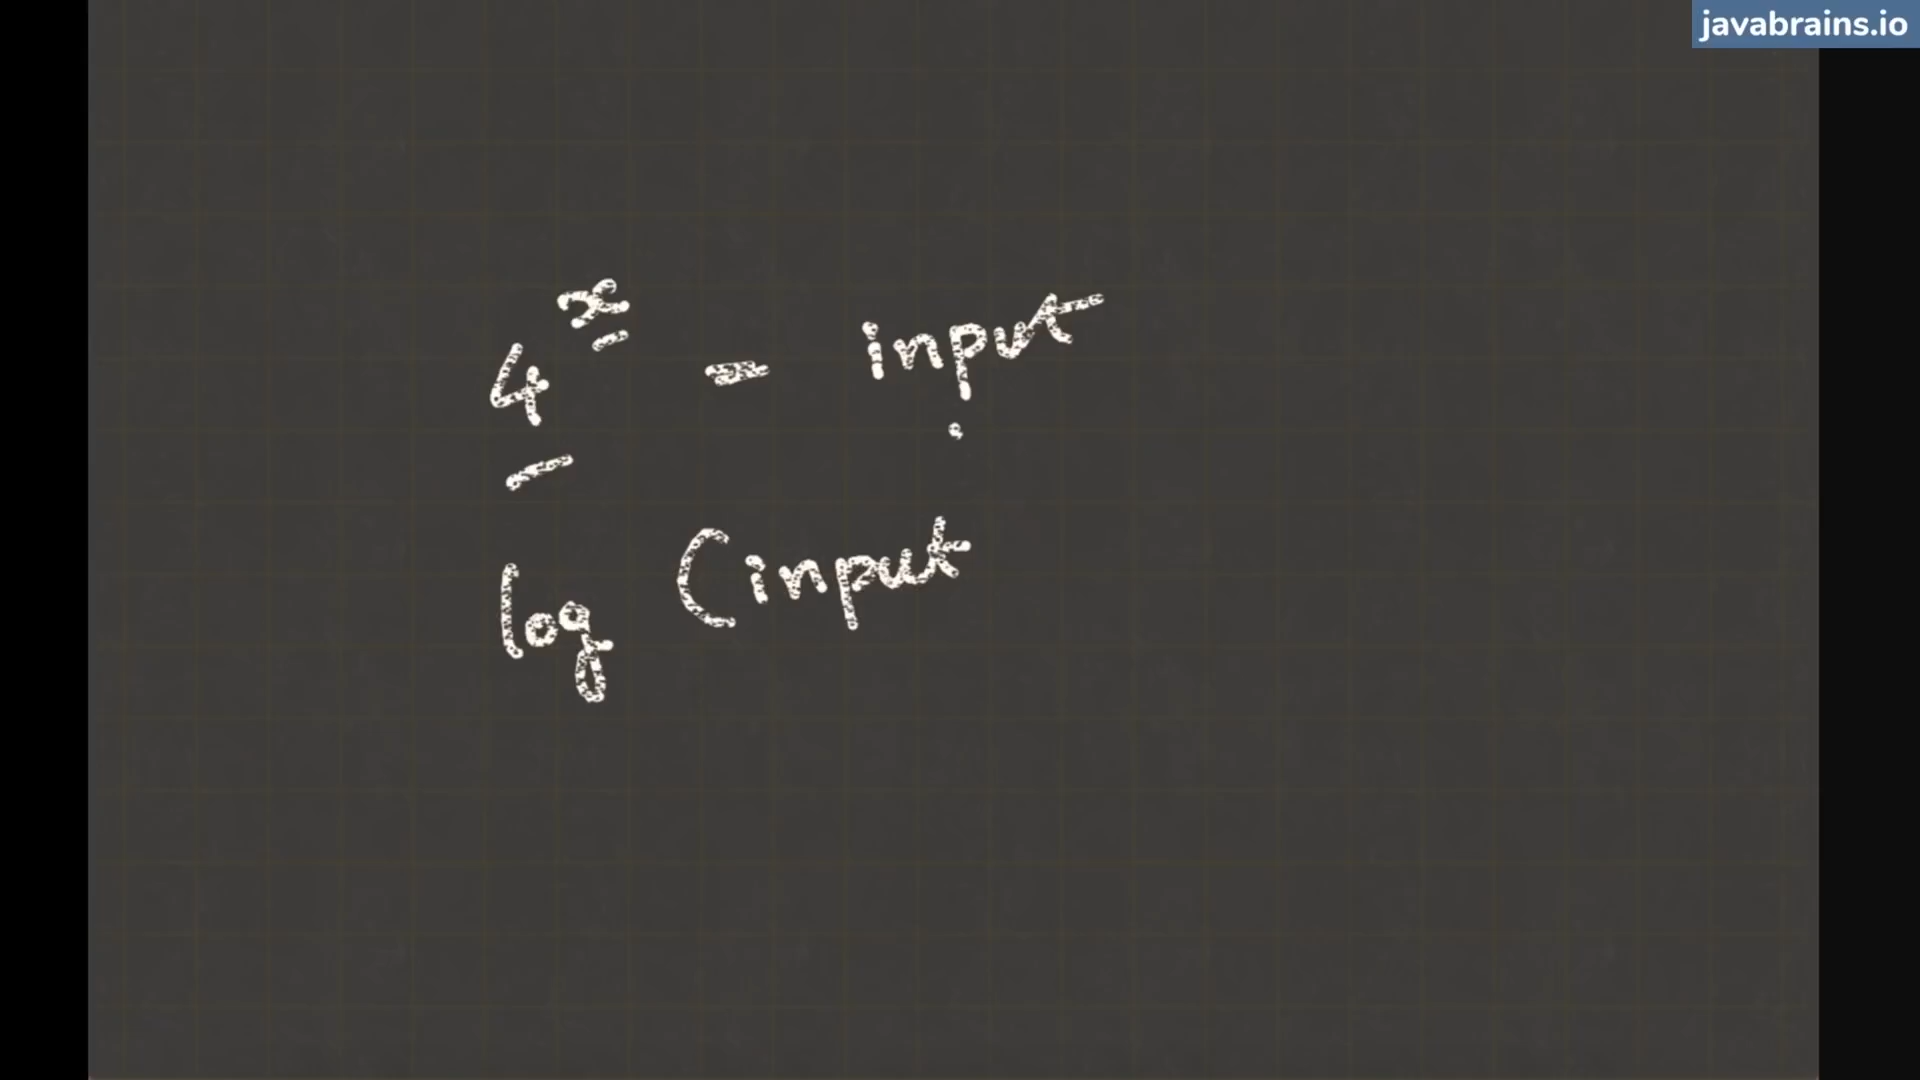 javabrains.io
4^x = input
log (input